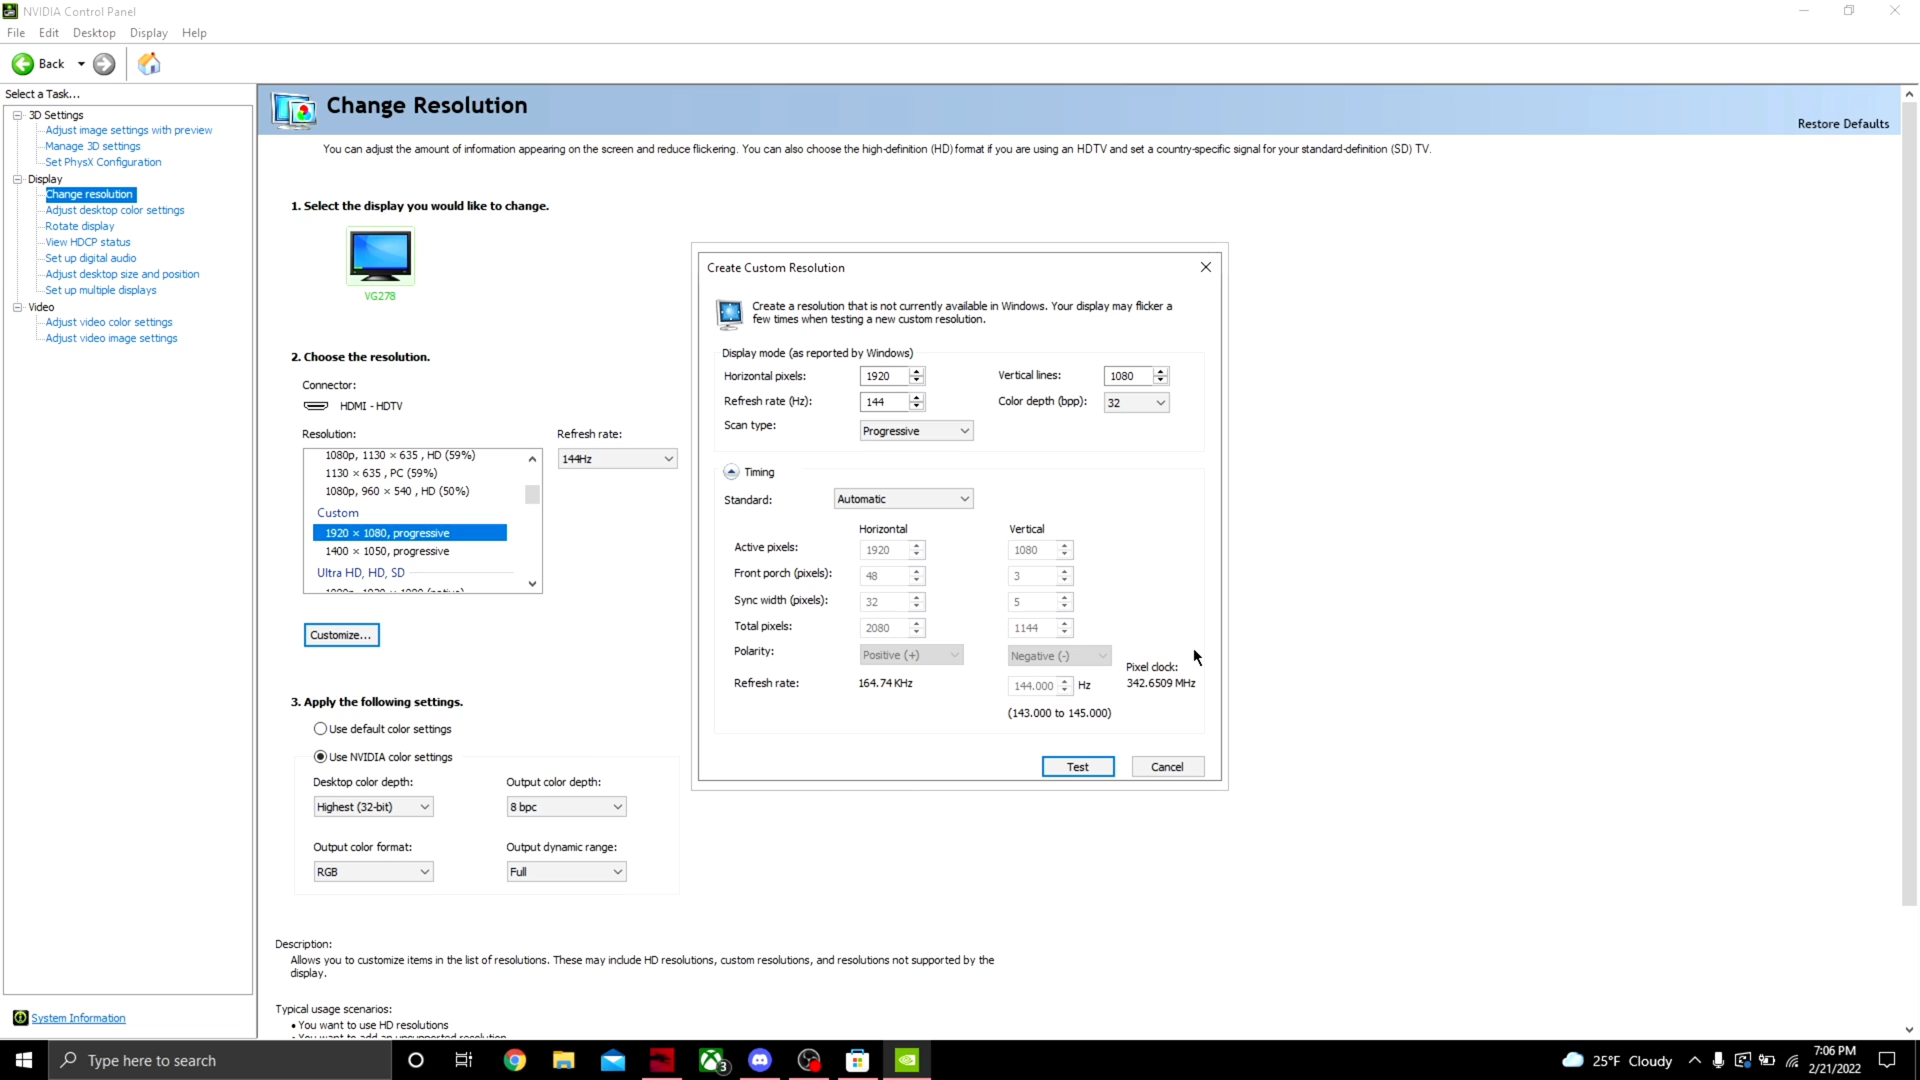 NVIDIA Control Panel
File Edit Desktop Display Help
Back
Select a Task...
3D Settings
Adjust image settings with preview
Manage 3D settings
Set PhysX Configuration
Display
Change resolution
Adjust desktop color settings
Rotate display
View HDCP status
Set up digital audio
Adjust desktop size and position
Set up multiple displays
Video
Adjust video color settings
Adjust video image settings
System Information
Change Resolution
Restore Defaults
You can adjust the amount of information appearing on the screen and reduce flickering. You can also choose the high-definition (HD) format if you are using an HDTV and set a country-specific signal for your standard-definition (SD) TV.
1. Select the display you would like to change.
VG278
2. Choose the resolution.
Connector:
HDMI - HDTV
Resolution:
Refresh rate:
1080p, 1130 × 635 , HD (59%)
144Hz
1130 × 635 , PC (59%)
1080p, 960 × 540 , HD (50%)
Custom
1920 × 1080, progressive
1400 × 1050, progressive
Ultra HD, HD, SD
1080p, 1920 × 1080 (native)
Customize...
3. Apply the following settings.
Use default color settings
Use NVIDIA color settings
Desktop color depth: Output color depth:
Highest (32-bit) 8 bpc
Output color format: Output dynamic range:
RGB Full
Description:
Allows you to customize items in the list of resolutions. These may include HD resolutions, custom resolutions, and resolutions not supported by the
display.
Typical usage scenarios:
• You want to use HD resolutions
• You want to add an unsupported resolution
Create Custom Resolution
Create a resolution that is not currently available in Windows. Your display may flicker a
few times when testing a new custom resolution.
Display mode (as reported by Windows)
Horizontal pixels: 1920 Vertical lines: 1080
Refresh rate (Hz): 144 Color depth (bpp): 32
Scan type: Progressive
Timing
Standard: Automatic
Horizontal Vertical
Active pixels: 1920 1080
Front porch (pixels): 48 3
Sync width (pixels): 32 5
Total pixels: 2080 1144
Polarity: Positive (+) Negative (-)
Pixel clock:
Refresh rate: 164.74 KHz 144.000 Hz 342.6509 MHz
(143.000 to 145.000)
Test Cancel
Type here to search
3
25°F Cloudy
7:06 PM
2/21/2022